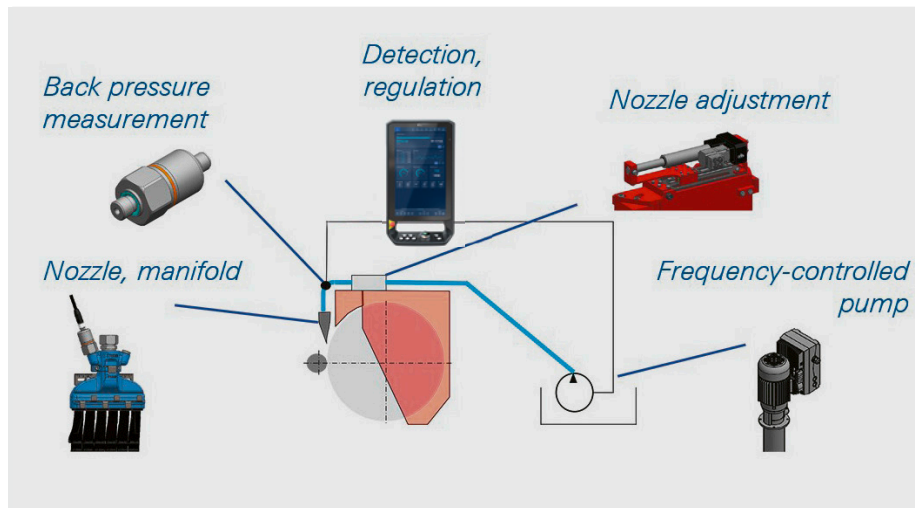 Detection,
regulation
Back pressure
measurement
Nozzle adjustment
Nozzle, manifold
Frequency-controlled
pump